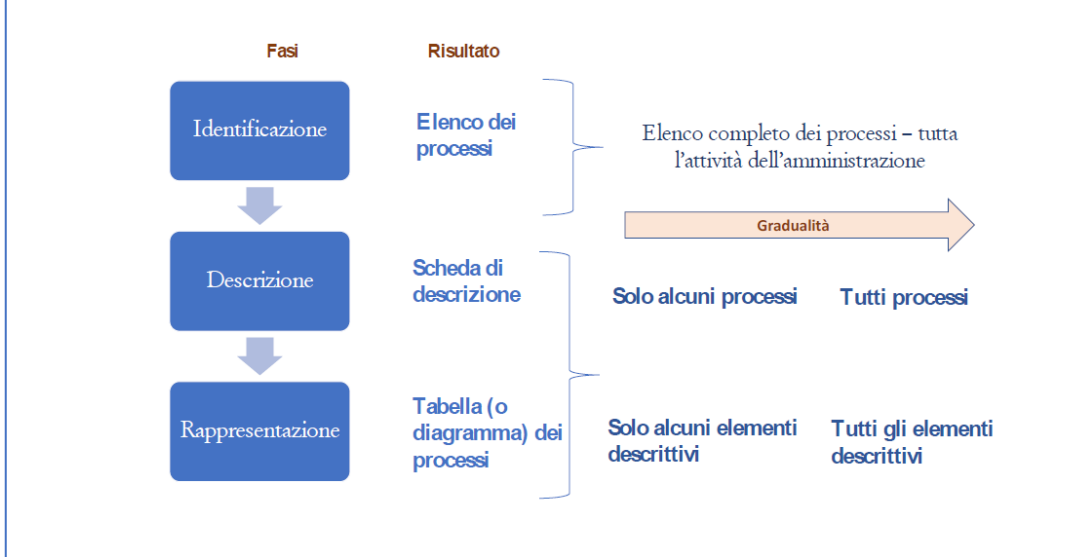 Fasi
Risultato
Identificazione
Elenco dei
processi
Elenco completo dei processi – tutta
l'attività dell'amministrazione
Gradualità
Descrizione
Scheda di
descrizione
Solo alcuni processi
Tutti processi
Rappresentazione
Tabella (o
diagramma) dei
processi
Solo alcuni elementi
descrittivi
Tutti gli elementi
descrittivi